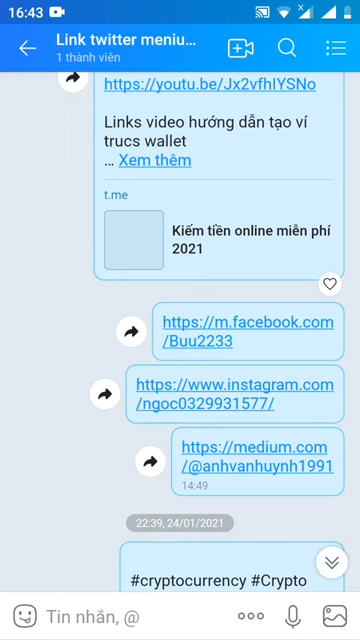 16:43
Link twitter meniu...
1 thành viên
https://youtu.be/Jx2vfhIYSNo
Links video hướng dẫn tạo ví
trucs wallet
... Xem thêm
t.me
Kiếm tiền online miễn phí
2021
https://m.facebook.com
/Buu2233
https://www.instagram.com
/ngoc0329931577/
https://medium.com
/@anhvanhuynh1991
14:49
22:39, 24/01/2021
#cryptocurrency #Crypto
Tin nhắn, @